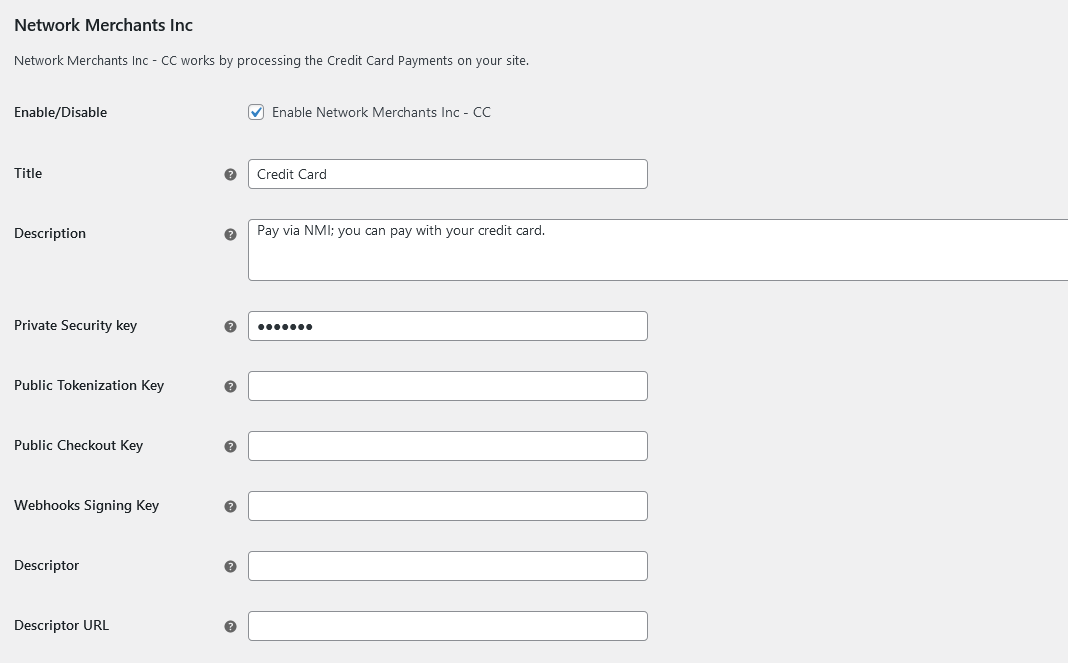 Network Merchants Inc
Network Merchants Inc - CC works by processing the Credit Card Payments on your site.
Enable/Disable
Enable Network Merchants Inc - CC
Title
Credit Card
Description
Pay via NMI; you can pay with your credit card.
Private Security key
•••••••
Public Tokenization Key
Public Checkout Key
Webhooks Signing Key
Descriptor
Descriptor URL